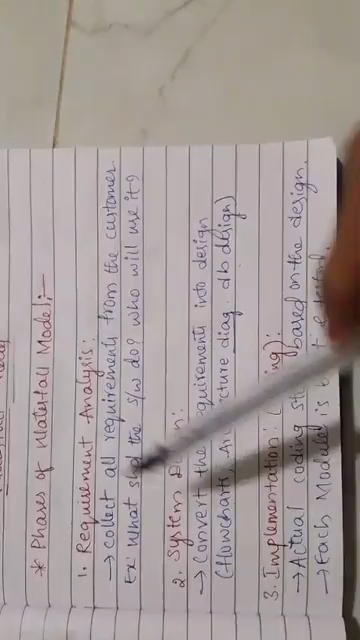 * Phases of Waterfall Model:-
1. Requirement Analysis:
→ collect all requirements from the customer.
Ex: What the s/w do? who will use it?
2. System
→ Convert the requirements into design
(flowcharts, diag. db design)
3. Implementation:
→ Actual coding based on the design.
→ Each Module is